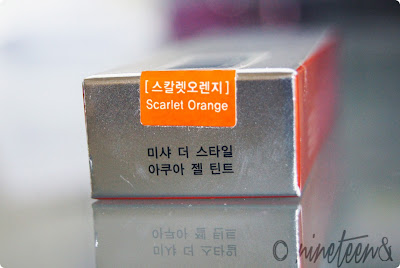 [스칼렛오렌지]
Scarlet Orange
미샤 더 스타일
아쿠아 젤 틴트
© nineteen&